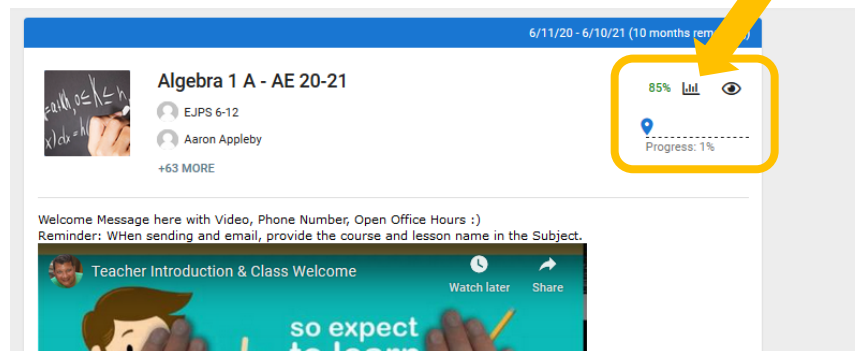 6/11/20 - 6/10/21 (10 months
Algebra 1 A - AE 20-21
85%
EJPS 6-12
Aaron Appleby
Progress: 1%
+63 MORE
Welcome Message here with Video, Phone Number, Open Office Hours :)
Reminder: WHen sending and email, provide the course and lesson name in the Subject.
Teacher Introduction & Class Welcome
Watch later
Share
so expect
to learn